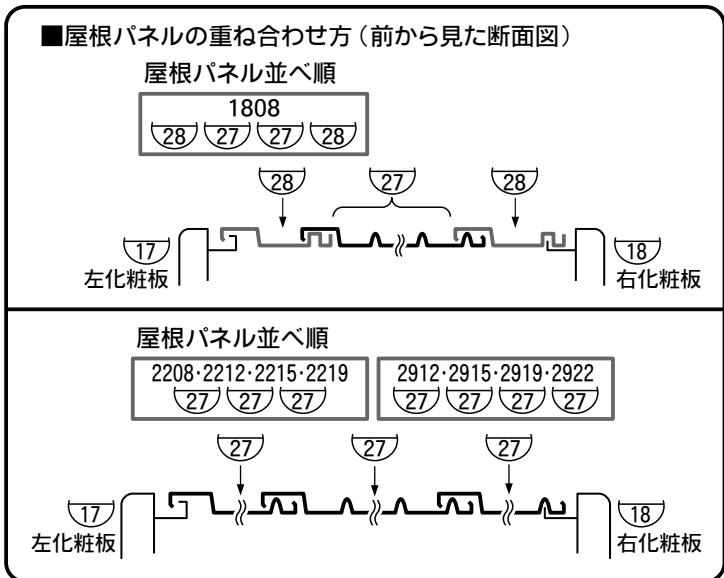 ■屋根パネルの重ね合わせ方（前から見た断面図）
屋根パネル並べ順
1808
28 27 27 28
28 27 28
17 18
左化粧板 右化粧板
屋根パネル並べ順
2208・2212・2215・2219 2912・2915・2919・2922
27 27 27 27 27 27 27
27 27 27
17 18
左化粧板 右化粧板